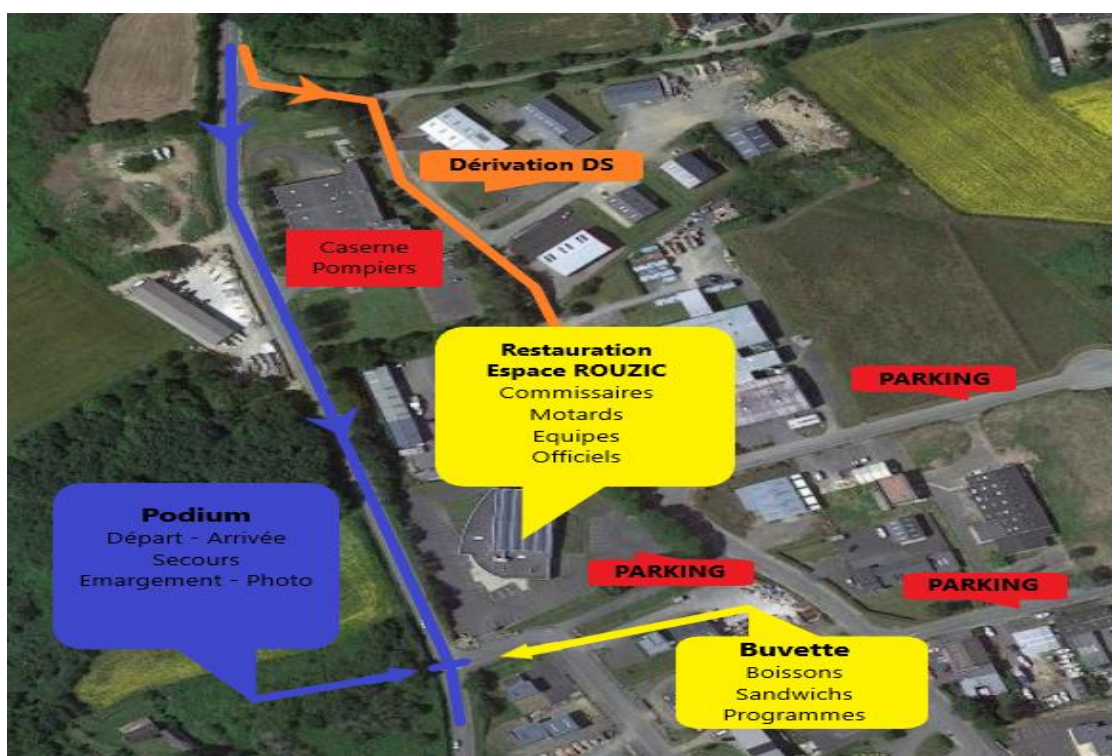 Dérivation DS
Caserne
Pompiers
Restauration
Espace ROUZIC
Commissaires
Motards
Equipes
Officiels
PARKING
Podium
Départ - Arrivée
Secours
Emargement - Photo
PARKING
PARKING
Buvette
Boissons
Sandwichs
Programmes